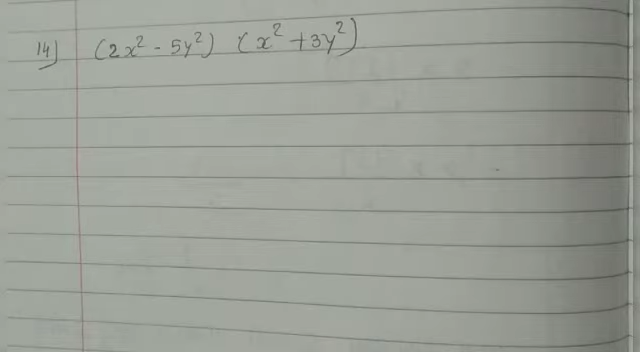 14) (2x² - 5y²) (x² + 3y²)